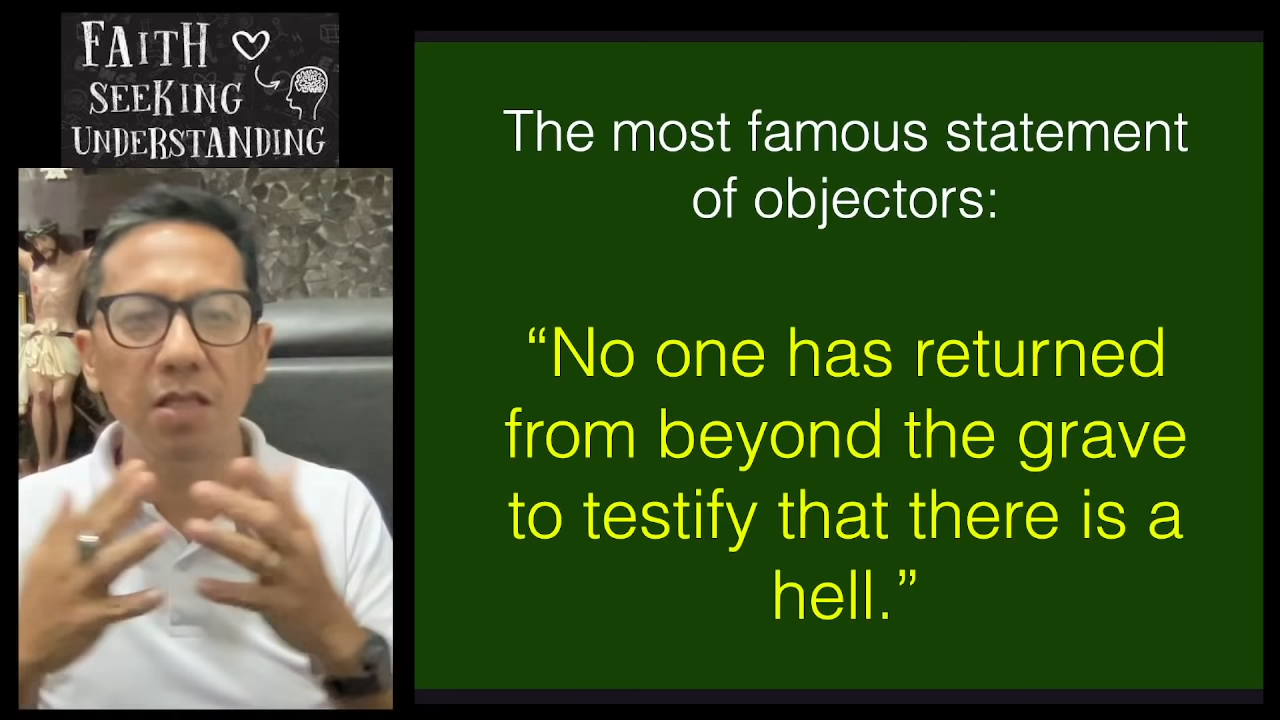 FAITH
SEEKING
UNDERSTANDING
The most famous statement
of objectors:
“No one has returned
from beyond the grave
to testify that there is a
hell.”